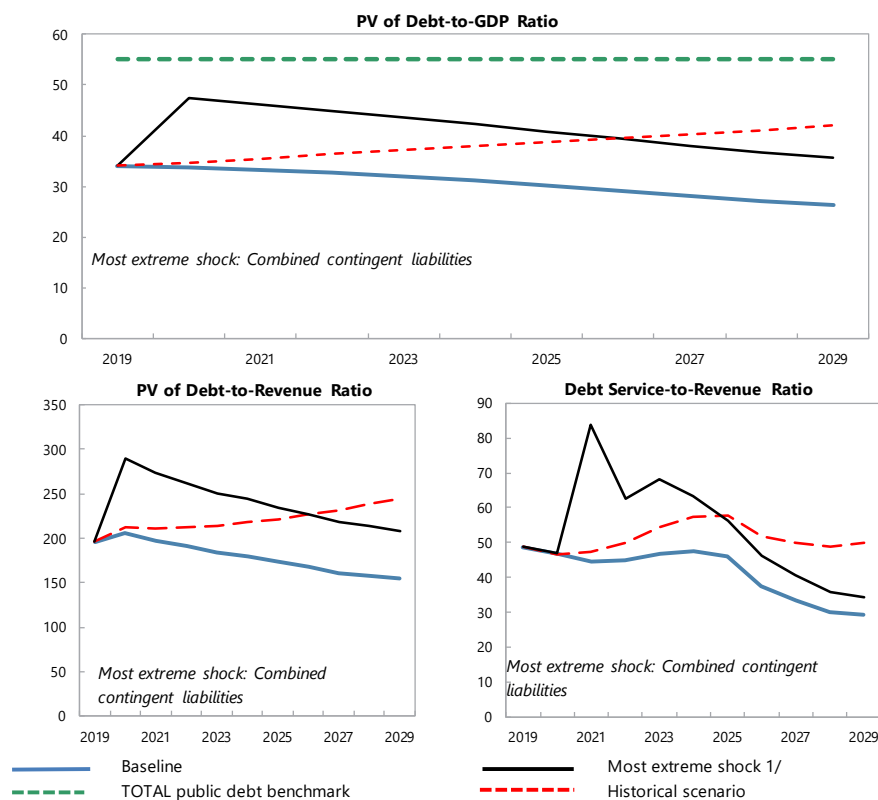 PV of Debt-to-GDP Ratio
60
50
40
30
20
10
0
Most extreme shock: Combined contingent liabilities
2019 2021 2023 2025 2027 2029
PV of Debt-to-Revenue Ratio
350
300
250
200
150
100
50
0
Most extreme shock: Combined
contingent liabilities
2019 2021 2023 2025 2027 2029
Debt Service-to-Revenue Ratio
90
80
70
60
50
40
30
20
10
0
Most extreme shock: Combined contingent
liabilities
2019 2021 2023 2025 2027 2029
Baseline
Most extreme shock 1/
TOTAL public debt benchmark
Historical scenario